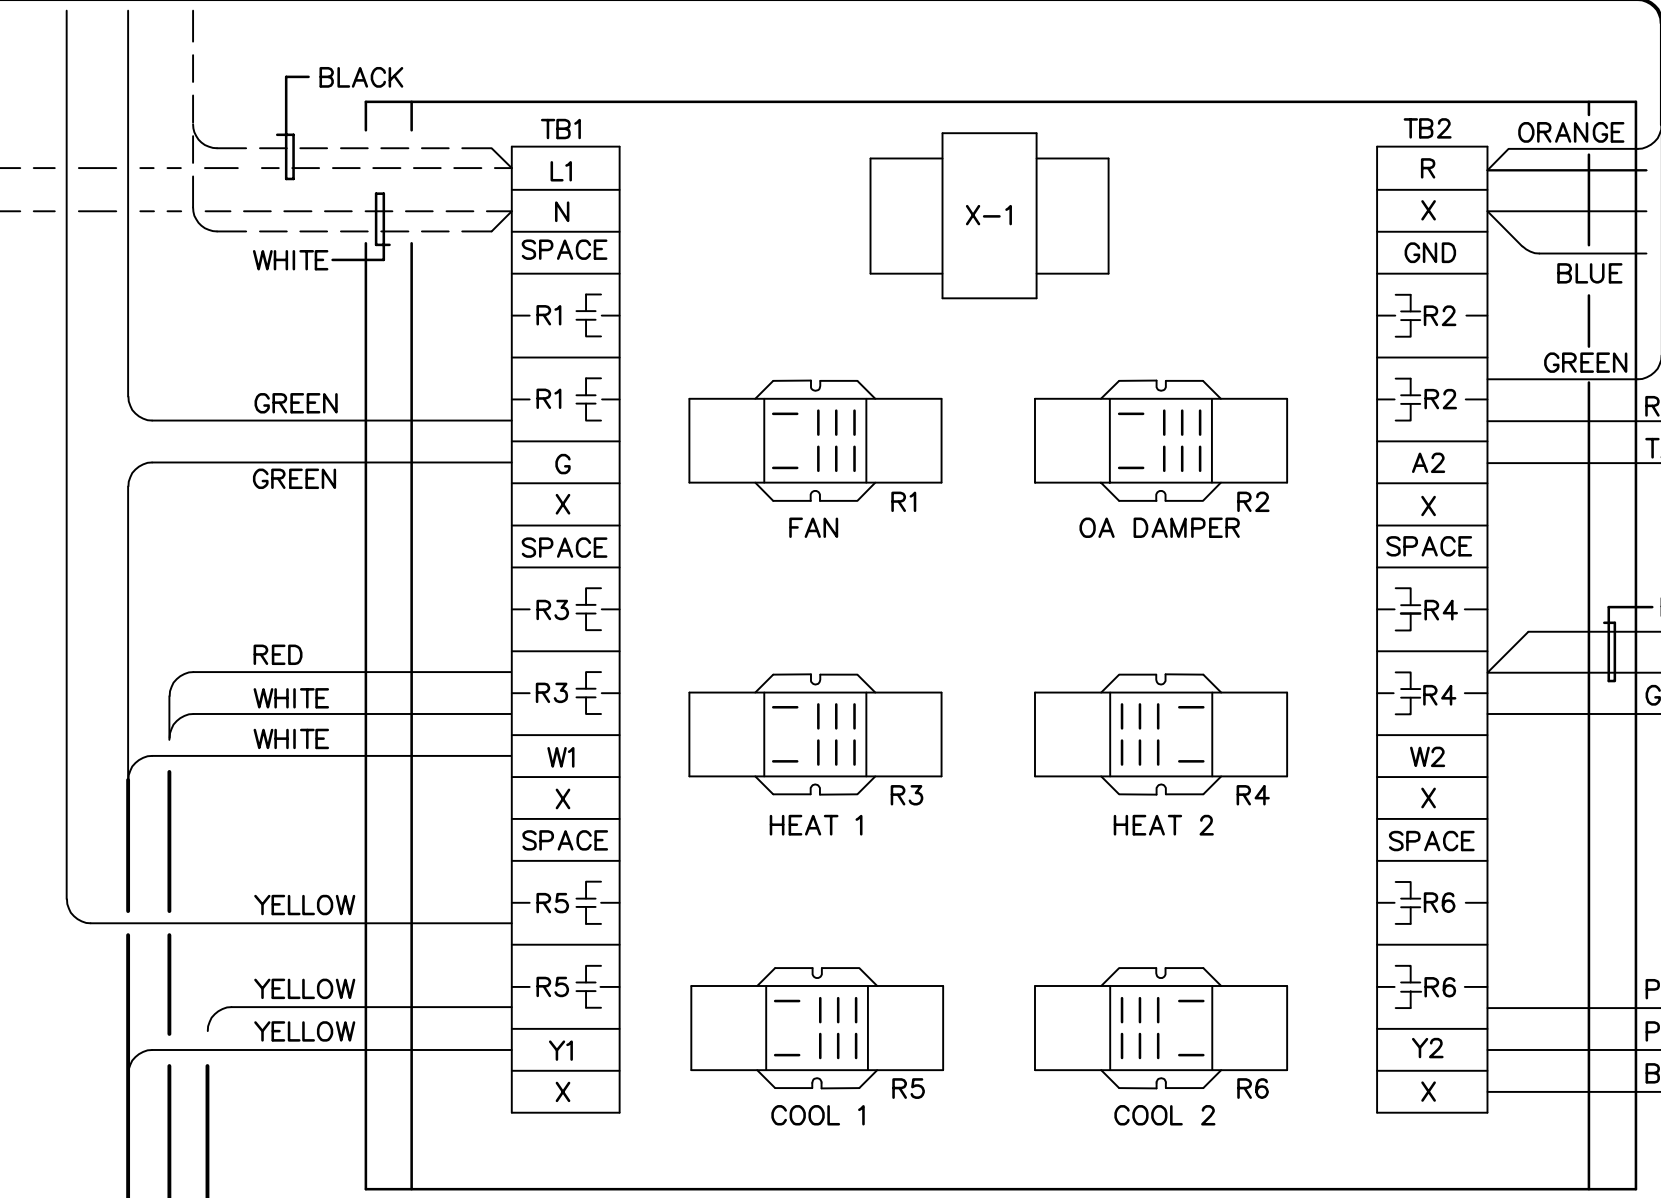 BLACK
TB1
TB2
ORANGE
L1
R
N
X-1
X
WHITE
SPACE
GND
BLUE
R1
R2
GREEN
GREEN
R1
R2
G
A2
GREEN
X
R1
R2
X
FAN
OA DAMPER
SPACE
SPACE
R3
R4
RED
WHITE
R3
R4
WHITE
W1
W2
X
R3
R4
X
HEAT 1
HEAT 2
SPACE
SPACE
YELLOW
R5
R6
YELLOW
R5
R6
YELLOW
Y1
Y2
X
R5
R6
X
COOL 1
COOL 2